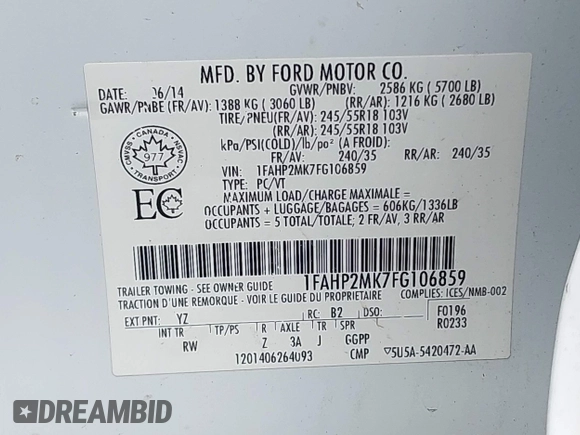 MFD. BY FORD MOTOR CO.
DATE: 06/14 GVWR/PNBV: 2586 KG ( 5700 LB)
GAWR/PNBE (FR/AV): 1388 KG ( 3060 LB) (RR/AR): 1216 KG ( 2680 LB)
TIRE/PNEU(FR/AV): 245/55R18 103V
(RR/AR): 245/55R18 103V
kPa/PSI(COLD)/lb/po² (A FROID):
FR/AV: 240/35 RR/AR: 240/35
VIN: 1FAHP2MK7FG106859
TYPE: PC/VT
MAXIMUM LOAD/CHARGE MAXIMALE =
OCCUPANTS + LUGGAGE/BAGAGES = 606KG/1336LB
OCCUPANTS = 5 TOTAL/TOTALE; 2 FR/AV, 3 RR/AR
CANADA
CMVSS NSVAC
977
TRANSPORT
EC
TRAILER TOWING - SEE OWNER GUIDE
TRACTION D'UNE REMORQUE - VOIR GUIDE DU PROPRIETAIRE
1FAHP2MK7FG106859
COMPLIES: ICES/NMB-002
EXT PNT: YZ RC: B2 DSO: F0196
R0233
INT TR TP/PS R AXLE TR SPR
RW Z 3A J GGPP
1201406264093 CMP ▽5U5A-5420472-AA
DREAMBID